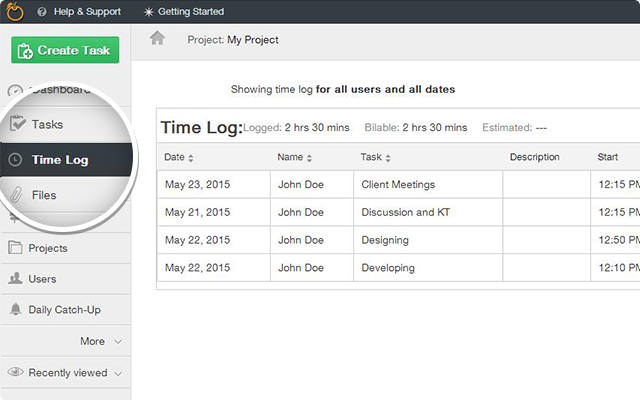 Help & Support
Getting Started
Create Task
Project: My Project
Dashboard
Showing time log for all users and all dates
Tasks
Time Log
Files
Projects
Users
Daily Catch-Up
More
Recently viewed
Time Log: Logged: 2 hrs 30 mins Bilable: 2 hrs 30 mins Estimated: ---
Date Name Task Description Start
May 23, 2015 John Doe Client Meetings 12:15 PM
May 21, 2015 John Doe Discussion and KT 12:15 PM
May 22, 2015 John Doe Designing 12:50 PM
May 22, 2015 John Doe Developing 12:10 PM